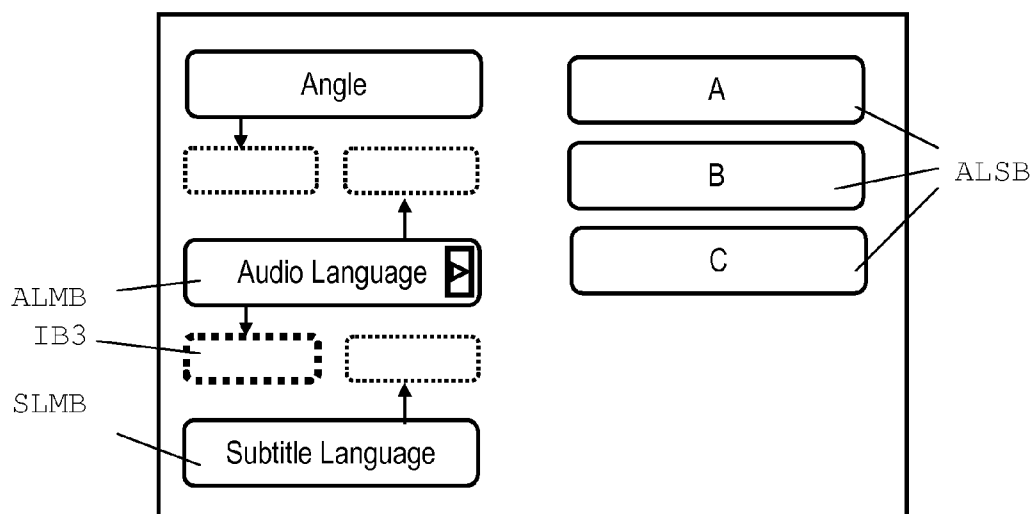 Angle
A
B
ALSB
Audio Language
C
ALMB
IB3
SLMB
Subtitle Language